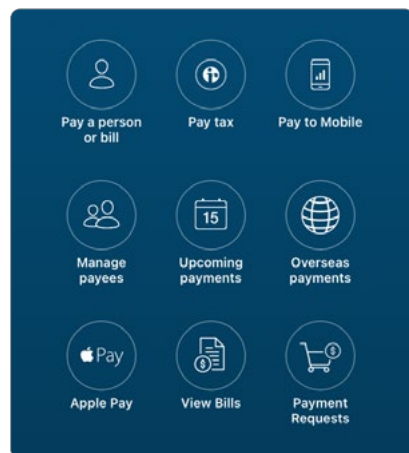 Pay a person
or bill
Pay tax
Pay to Mobile
Manage
payees
15
Upcoming
payments
Overseas
payments
Pay
Apple Pay
$
View Bills
$
Payment
Requests